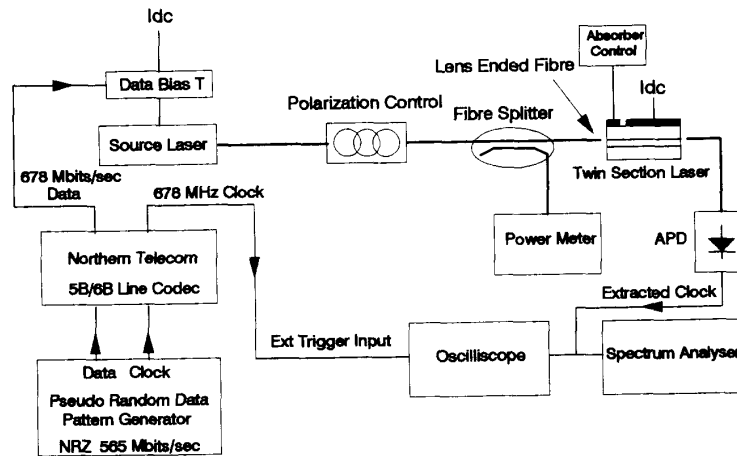 Idc
Data Bias T
Source Laser
Polarization Control
Fibre Splitter
Lens Ended Fibre
Absorber
Control
Idc
Twin Section Laser
678 Mbits/sec
Data
678 MHz Clock
Northern Telecom
5B/6B Line Codec
Power Meter
APD
Extracted Clock
Ext Trigger Input
Oscilliscope
Spectrum Analyser
Data Clock
Pseudo Random Data
Pattern Generator
NRZ 565 Mbits/sec